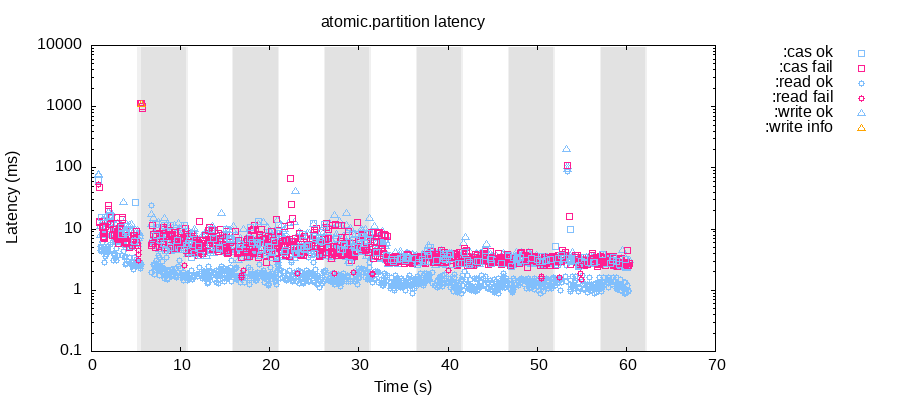 atomic.partition latency
10000
1000
100
10
1
0.1
Latency (ms)
0 10 20 30 40 50 60 70
Time (s)
:cas ok
:cas fail
:read ok
:read fail
:write ok
:write info